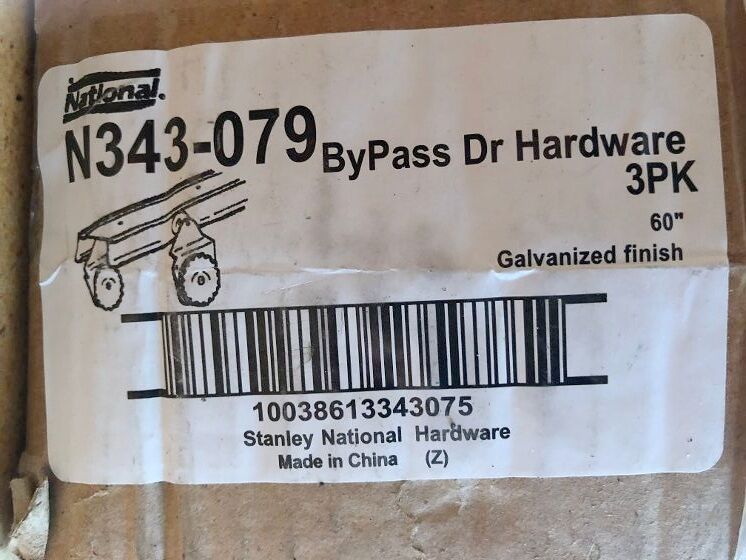 National.
N343-079 ByPass Dr Hardware
3PK
60"
Galvanized finish
10038613343075
Stanley National Hardware
Made in China (Z)